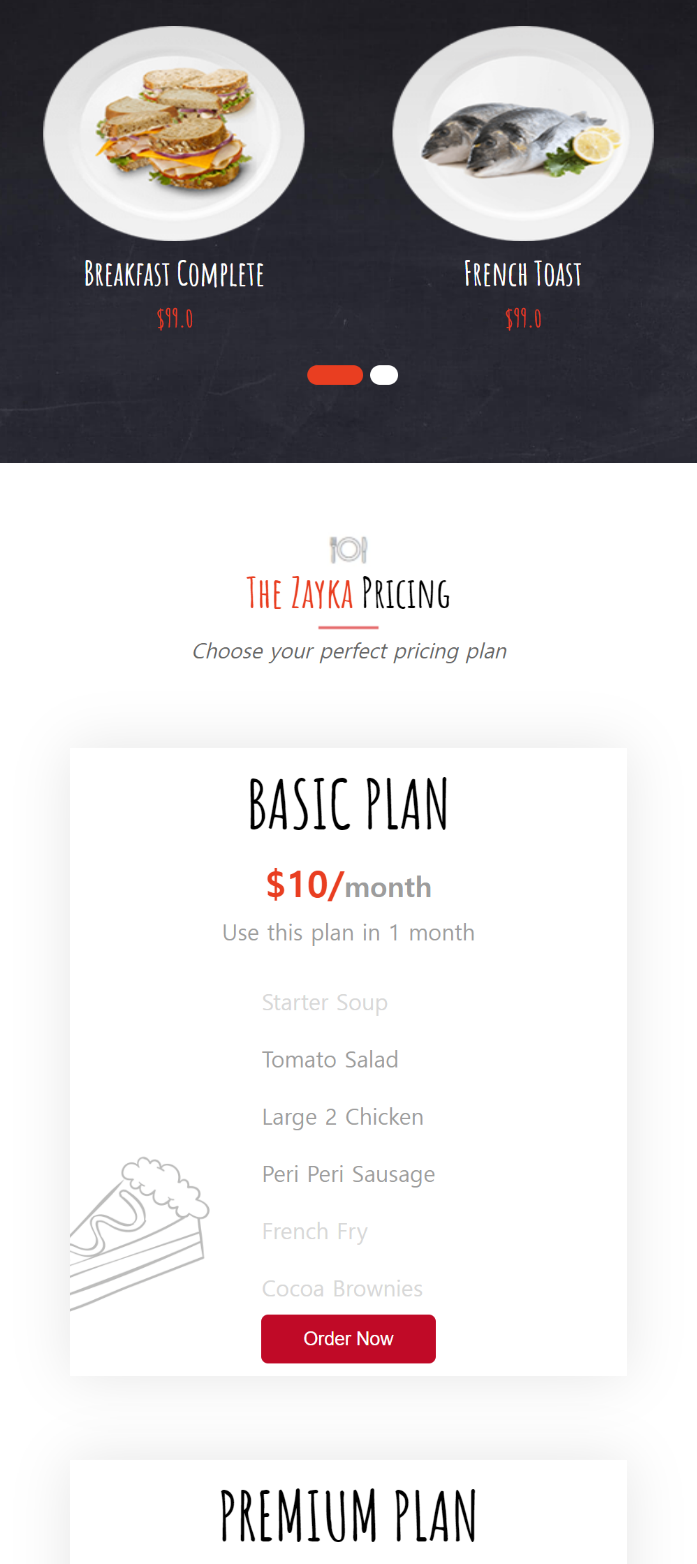 Breakfast Complete
French Toast
$99.0
$99.0
The Zayka Pricing
Choose your perfect pricing plan
BASIC PLAN
$10/month
Use this plan in 1 month
Starter Soup
Tomato Salad
Large 2 Chicken
Peri Peri Sausage
French Fry
Cocoa Brownies
Order Now
PREMIUM PLAN